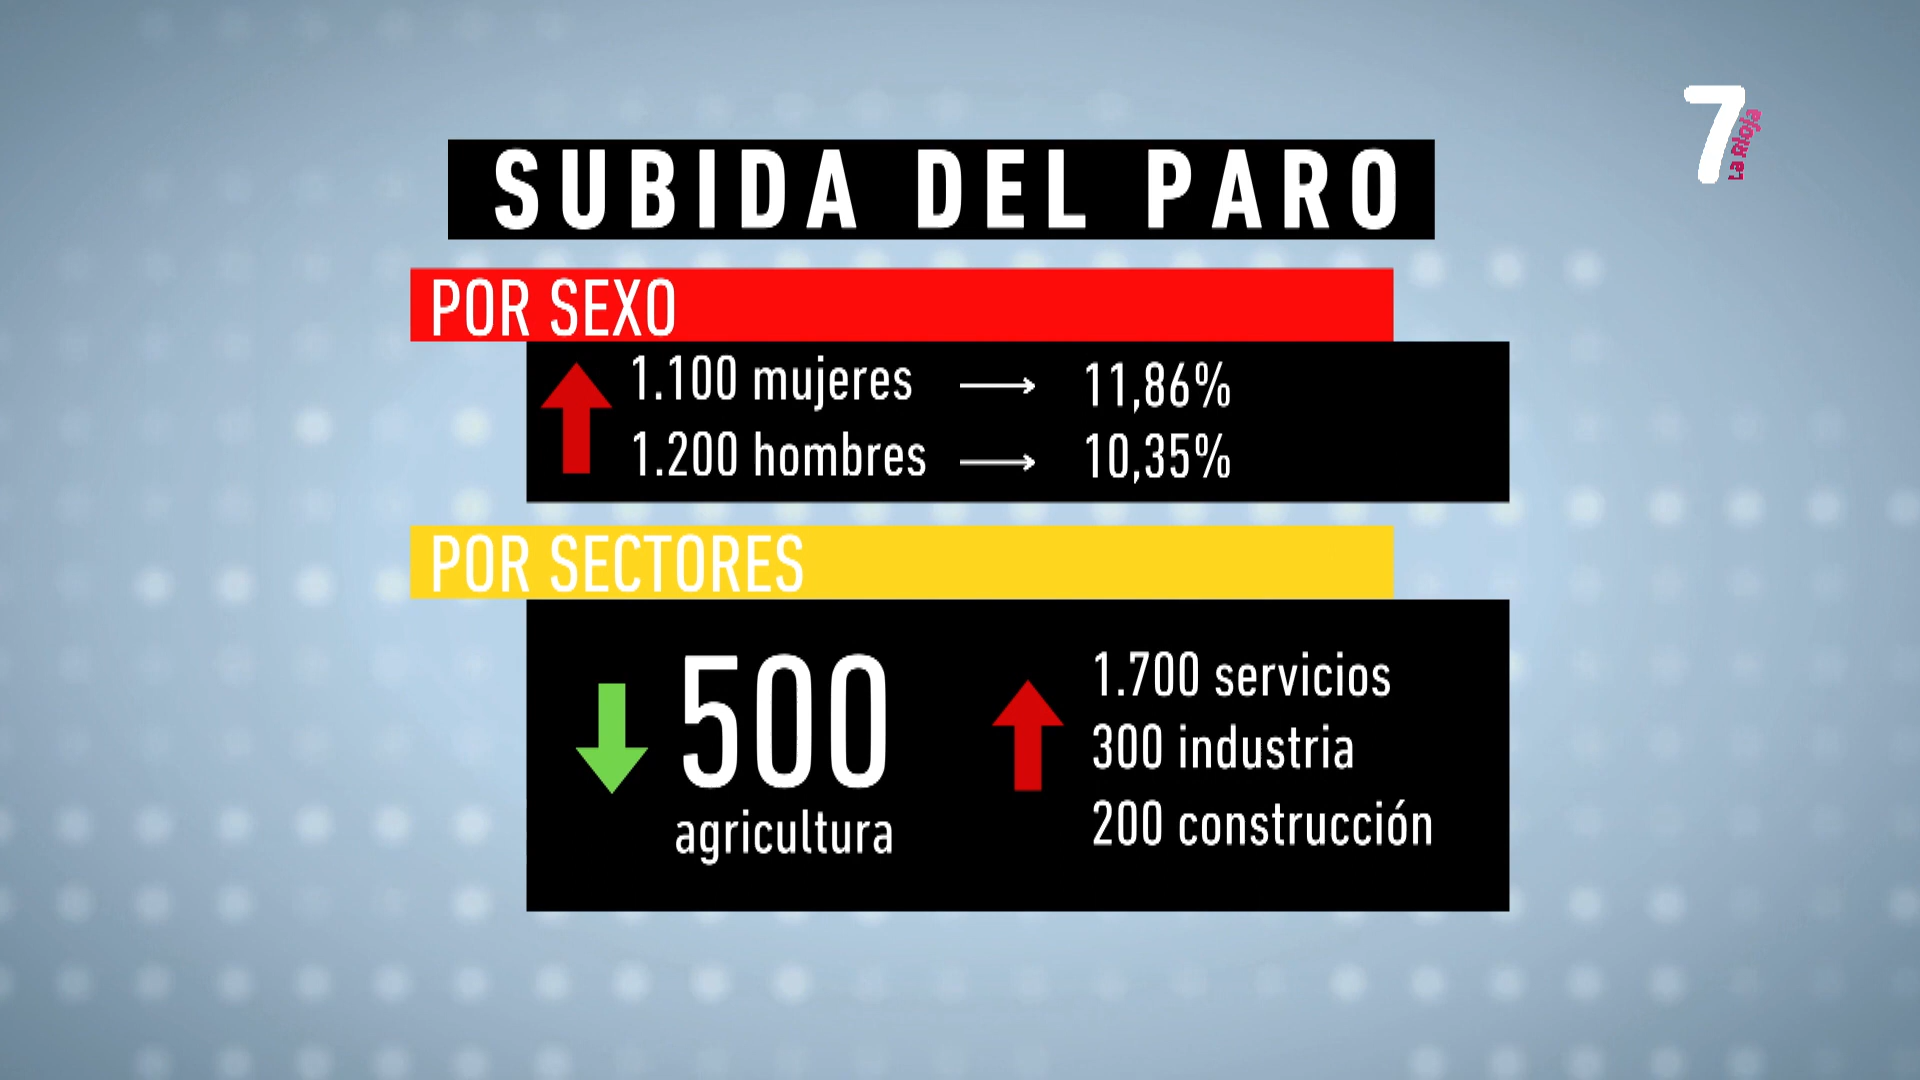 7 La Rioja
SUBIDA DEL PARO
POR SEXO
1.100 mujeres → 11,86%
1.200 hombres → 10,35%
POR SECTORES
500
agricultura
1.700 servicios
300 industria
200 construcción